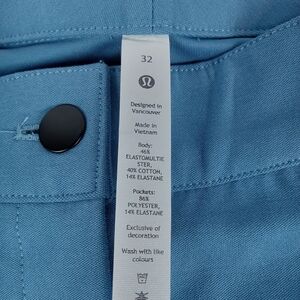 32
Designed in
Vancouver
Made in
Vietnam
Body:
46%
ELASTOMULTIE
STER,
40% COTTON,
14% ELASTANE
Pockets:
86%
POLYESTER,
14% ELASTANE
Exclusive of
decoration
Wash with like
colours